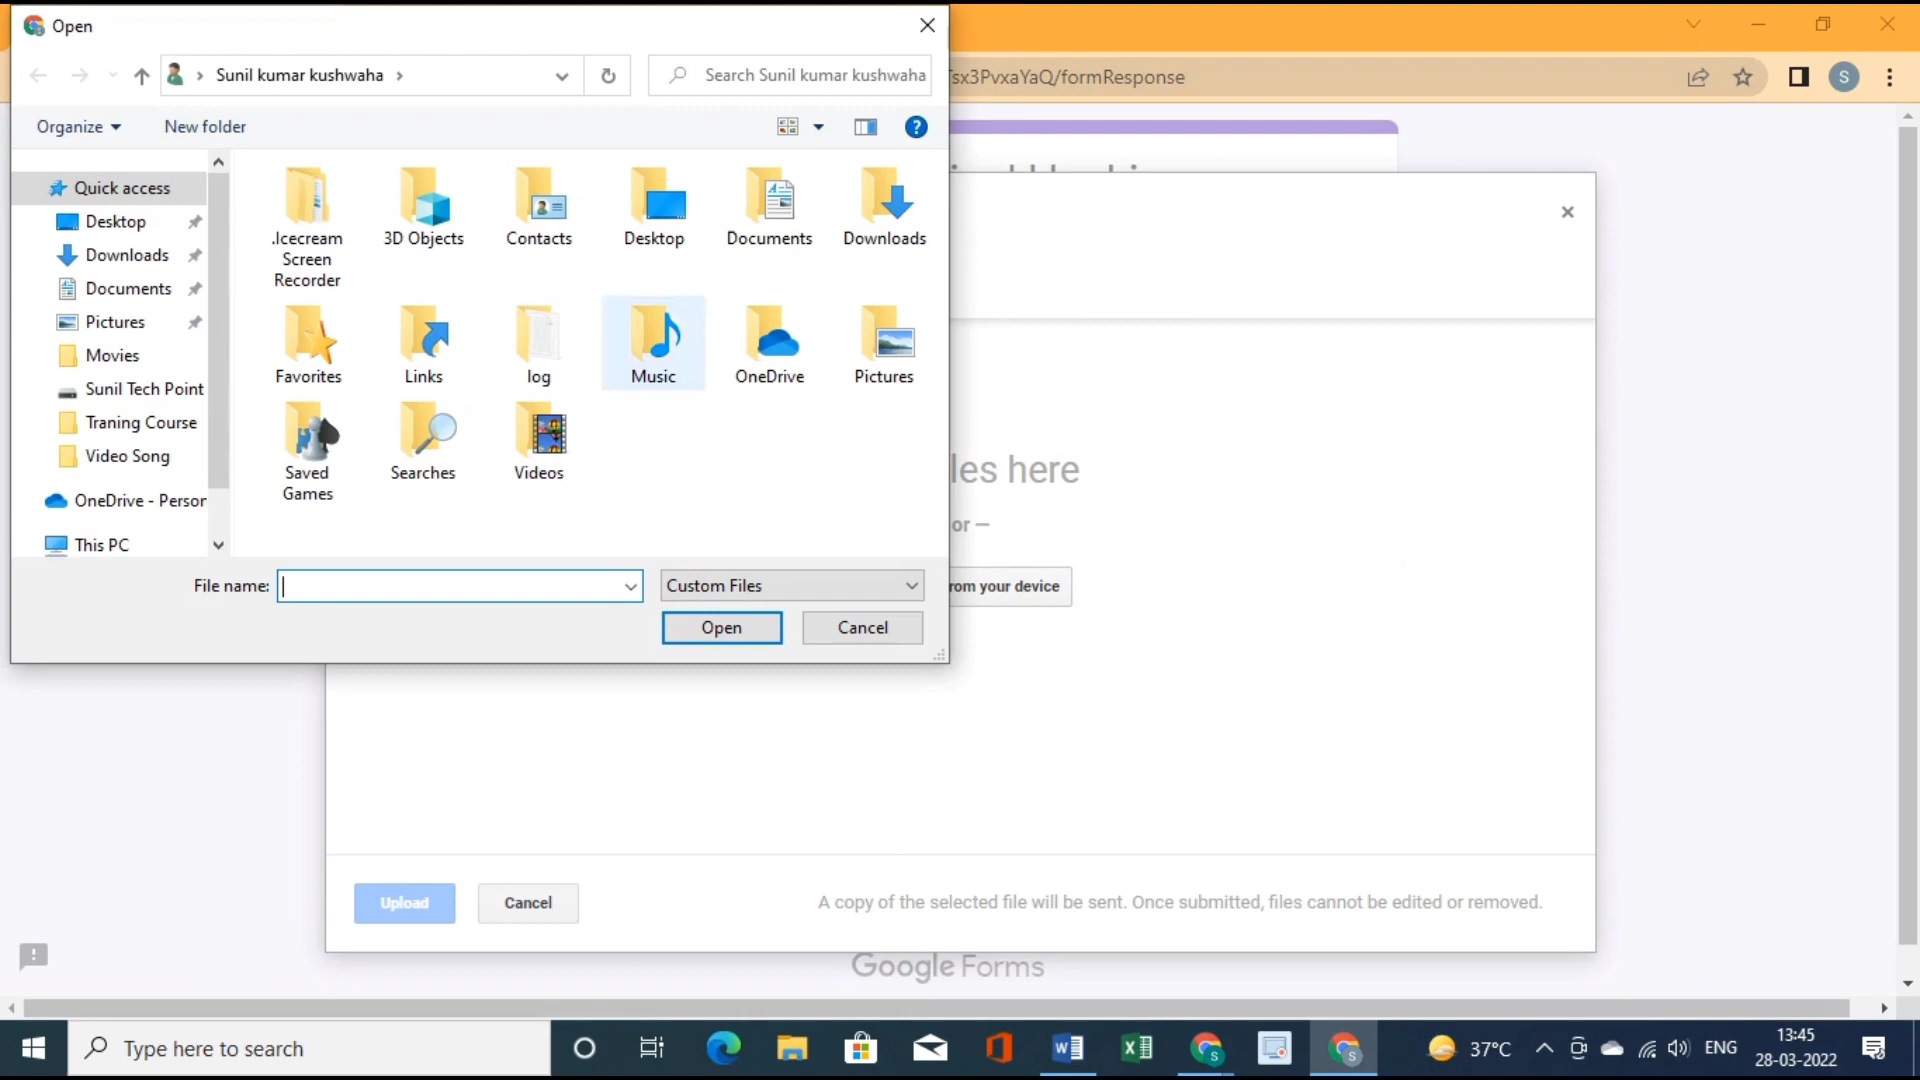 Open
Sunil kumar kushwaha
Search Sunil kumar kushwaha
sx3PvxaYaQ/formResponse
S
Organize
New folder
?
Quick access
Desktop
Downloads
Documents
Pictures
Movies
Sunil Tech Point
Traning Course
Video Song
OneDrive - Person
This PC
.Icecream
Screen
Recorder
3D Objects
Contacts
Desktop
Documents
Downloads
Favorites
Links
log
Music
OneDrive
Pictures
Saved
Games
Searches
Videos
les here
or —
rom your device
File name:
Custom Files
Open
Cancel
Upload
Cancel
A copy of the selected file will be sent. Once submitted, files cannot be edited or removed.
Google Forms
Type here to search
37°C
ENG
13:45
28-03-2022